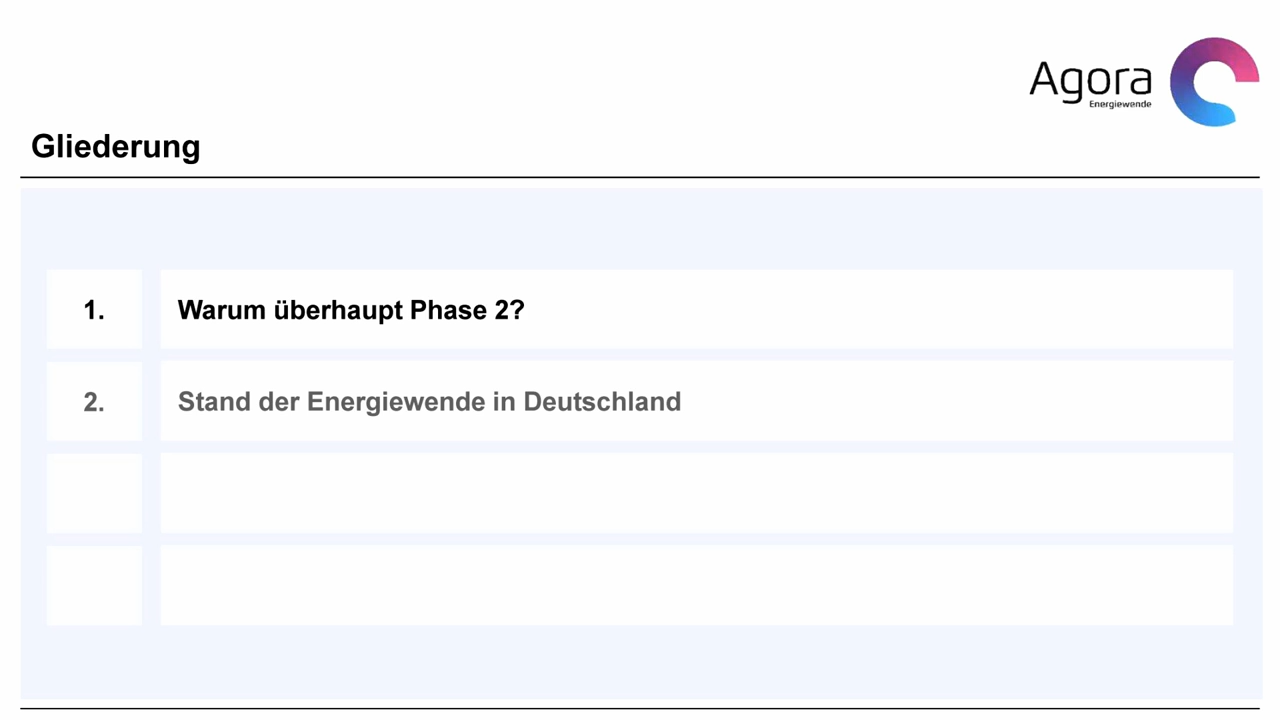 Agora
Energiewende
Gliederung
1. Warum überhaupt Phase 2?
2. Stand der Energiewende in Deutschland